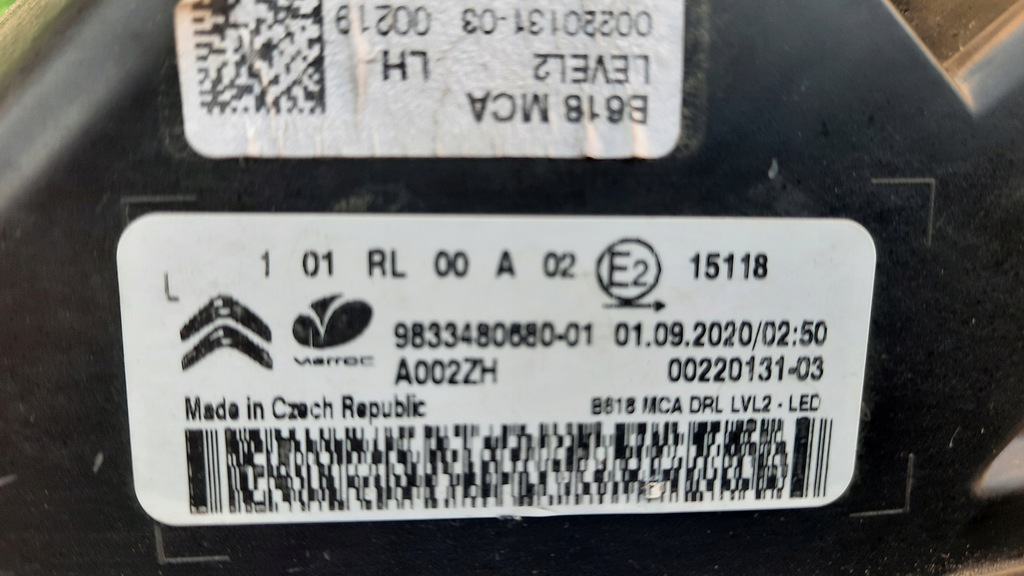 B618 MCA
LEVEL2 LH
00220131-03 00219
L 1 01 RL 00 A 02 E2 15118
VISTEOC
9833480680-01 01.09.2020/02:50
A002ZH 00220131-03
Made in Czech Republic B618 MCA DRL LVL2 - LED